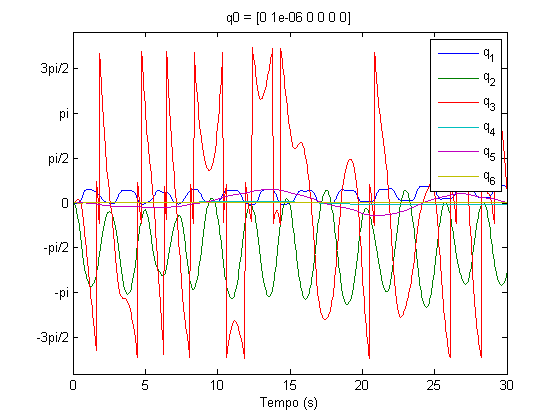 q0 = [0 1e-06 0 0 0 0]
q1
q2
q3
q4
q5
q6
3pi/2
pi
pi/2
0
-pi/2
-pi
-3pi/2
0 5 10 15 20 25 30
Tempo (s)